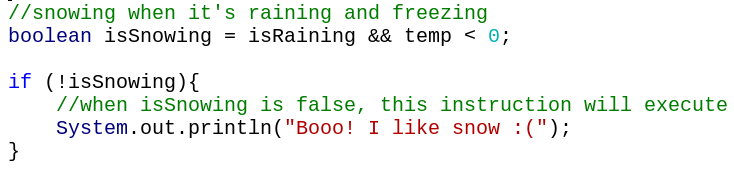 //snowing when it's raining and freezing
boolean isSnowing = isRaining && temp < 0;
if (!isSnowing){
//when isSnowing is false, this instruction will execute
System.out.println("Booo! I like snow :(");
}